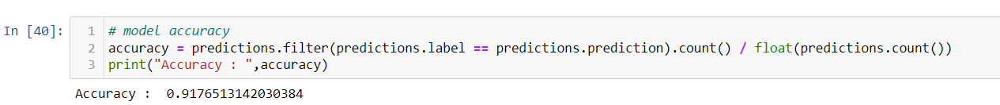 In [40]:
1 # model accuracy
2 accuracy = predictions.filter(predictions.label == predictions.prediction).count() / float(predictions.count())
3 print("Accuracy : ",accuracy)
Accuracy :  0.9176513142030384